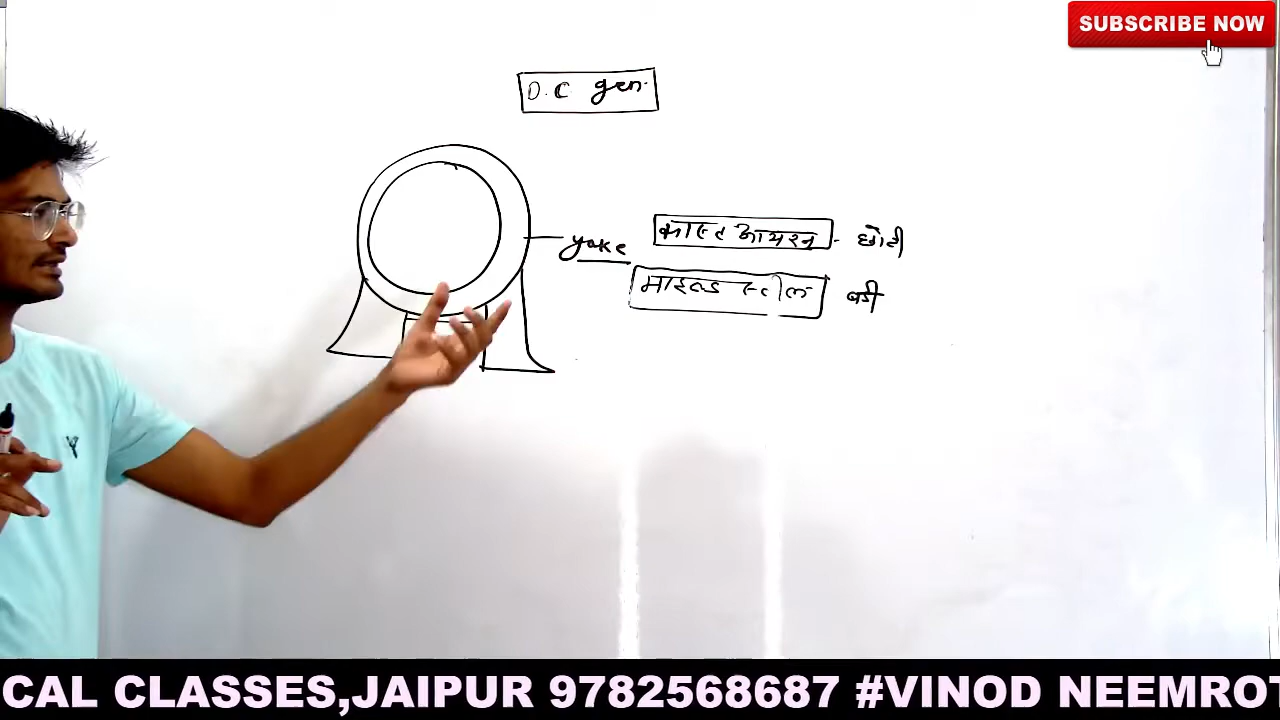 SUBSCRIBE NOW
D.C gen.
yoke
कास्ट आयरन - छोटी
माइल्ड स्टील बडी
CAL CLASSES,JAIPUR 9782568687 #VINOD NEEMROT